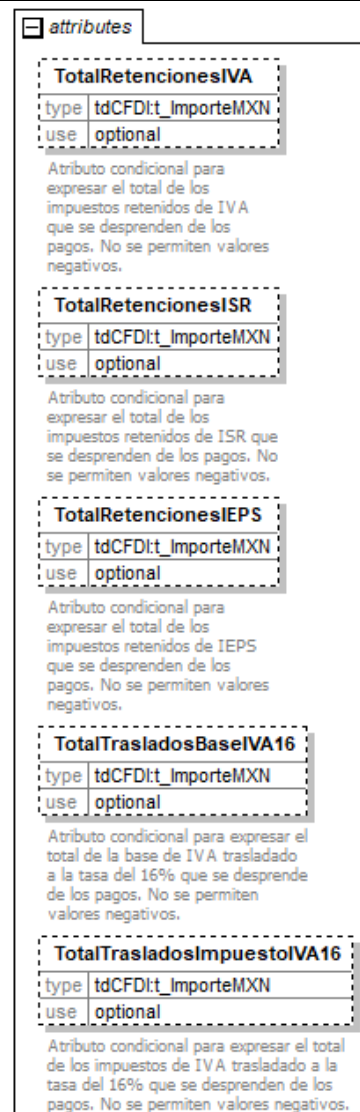 attributes
TotalRetencionesIVA
type tdCFDI:t_ImporteMXN
use optional
Atributo condicional para
expresar el total de los
impuestos retenidos de IVA
que se desprenden de los
pagos. No se permiten valores
negativos.
TotalRetencionesISR
type tdCFDI:t_ImporteMXN
use optional
Atributo condicional para
expresar el total de los
impuestos retenidos de ISR que
se desprenden de los pagos. No
se permiten valores negativos.
TotalRetencionesIEPS
type tdCFDI:t_ImporteMXN
use optional
Atributo condicional para
expresar el total de los
impuestos retenidos de IEPS
que se desprenden de los
pagos. No se permiten valores
negativos.
TotalTrasladosBaseIVA16
type tdCFDI:t_ImporteMXN
use optional
Atributo condicional para expresar el
total de la base de IVA trasladado
a la tasa del 16% que se desprende
de los pagos. No se permiten
valores negativos.
TotalTrasladosImpuestoIVA16
type tdCFDI:t_ImporteMXN
use optional
Atributo condicional para expresar el total
de los impuestos de IVA trasladado a la
tasa del 16% que se desprenden de los
pagos. No se permiten valores negativos.